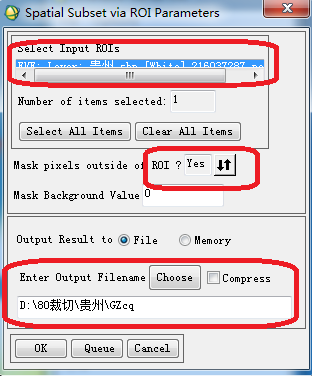 Spatial Subset via ROI Parameters
Select Input ROIs
EVF: Layer: 贵州.shp [White] 216037287 po
Number of items selected: 1
Select All Items Clear All Items
Mask pixels outside of ROI ? Yes
Mask Background Value 0
Output Result to File Memory
Enter Output Filename Choose Compress
D:\80裁切\贵州\GZcq
OK Queue Cancel